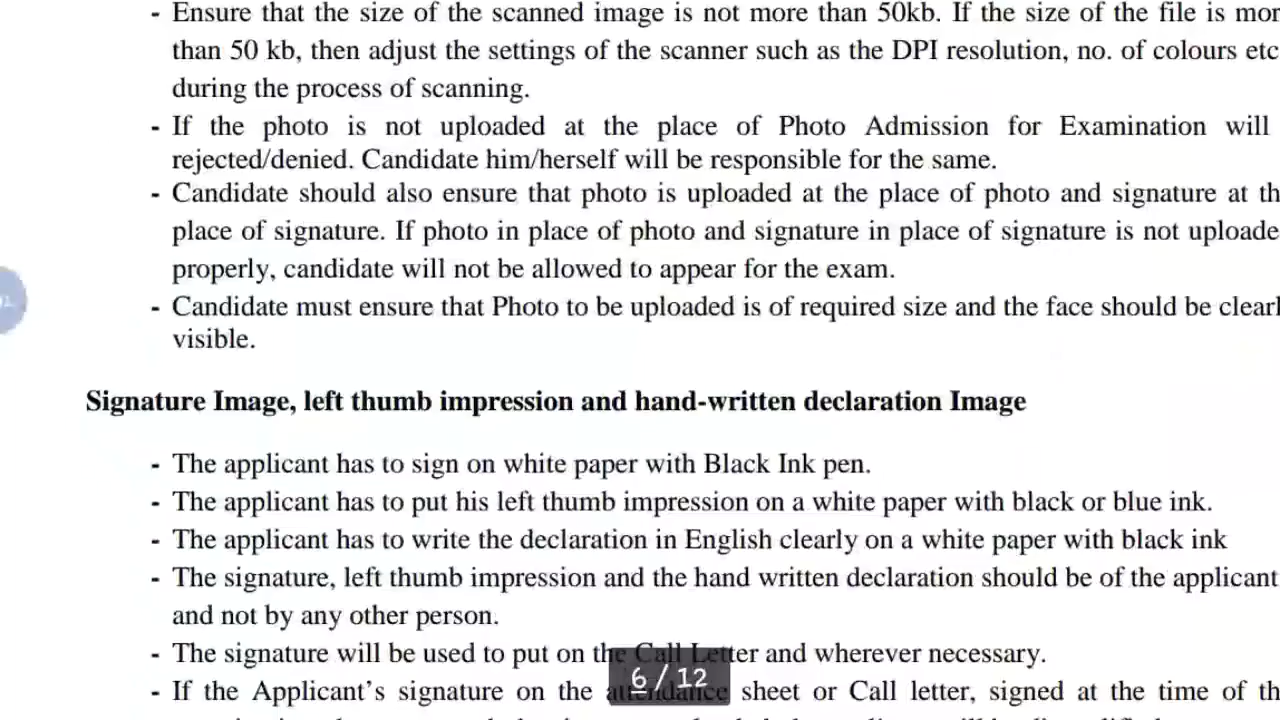 - Ensure that the size of the scanned image is not more than 50kb. If the size of the file is mor
than 50 kb, then adjust the settings of the scanner such as the DPI resolution, no. of colours etc
during the process of scanning.
- If the photo is not uploaded at the place of Photo Admission for Examination will
rejected/denied. Candidate him/herself will be responsible for the same.
- Candidate should also ensure that photo is uploaded at the place of photo and signature at th
place of signature. If photo in place of photo and signature in place of signature is not uploade
properly, candidate will not be allowed to appear for the exam.
- Candidate must ensure that Photo to be uploaded is of required size and the face should be clearl
visible.
Signature Image, left thumb impression and hand-written declaration Image
- The applicant has to sign on white paper with Black Ink pen.
- The applicant has to put his left thumb impression on a white paper with black or blue ink.
- The applicant has to write the declaration in English clearly on a white paper with black ink
- The signature, left thumb impression and the hand written declaration should be of the applicant
and not by any other person.
- The signature will be used to put on the Call Letter and wherever necessary.
6 / 12
- If the Applicant's signature on the attendance sheet or Call letter, signed at the time of th